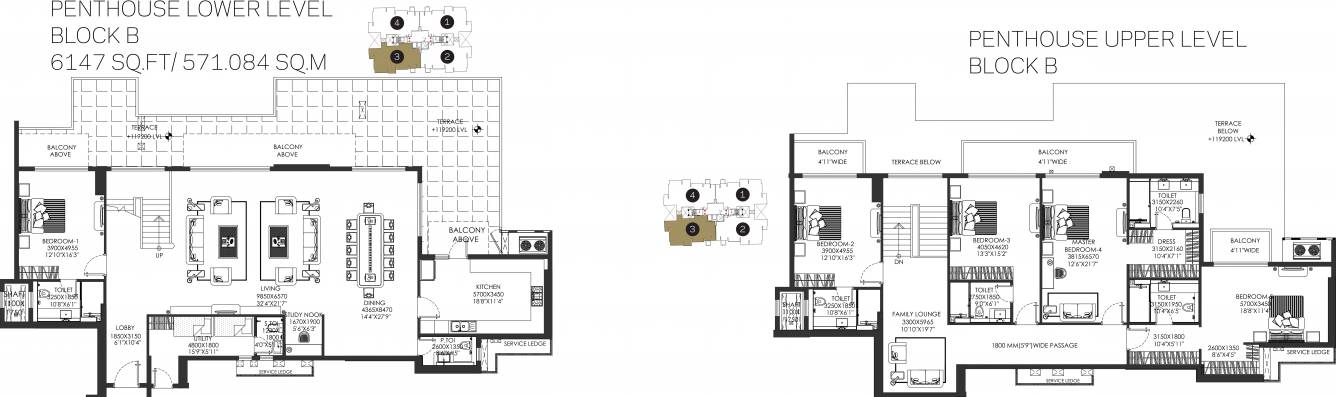 PENTHOUSE LOWER LEVEL
BLOCK B
6147 SQ.FT/ 571.084 SQ.M
4
1
3
2
TERRACE
+119200 LVL
TERRACE
+119200 LVL
BALCONY
ABOVE
BALCONY
ABOVE
BALCONY
ABOVE
BEDROOM-1
3900X4955
12'10"X16'3"
UP
LIVING
9850X6570
32'4"X21'7"
DINING
4365X8470
14'4"X27'9"
KITCHEN
5700X3450
18'8"X11'4"
SHAFT
TOILET
3250X1850
10'8"X6'1"
LOBBY
1850X3150
6'1"X10'4"
UTILITY
4800X1800
15'9"X5'11"
S.TOI
1800
STUDY NOOK
1670X1900
5'6"X6'3"
P.TOI
2600X1350
SERVICE LEDGE
SERVICE LEDGE
PENTHOUSE UPPER LEVEL
BLOCK B
4
1
3
2
TERRACE
BELOW
+119200 LVL
BALCONY
4'11"WIDE
TERRACE BELOW
BALCONY
4'11"WIDE
TOILET
3150X2260
10'4"X7'5"
BEDROOM-2
3900X4955
12'10"X16'3"
DN
BEDROOM-3
4050X4620
13'3"X15'2"
MASTER
BEDROOM-4
3815X6570
12'6"X21'7"
DRESS
3150X2160
10'4"X7'1"
BALCONY
4'11"WIDE
SHAFT
TOILET
3250X1850
10'8"X6'1"
FAMILY LOUNGE
3300X5965
10'10"X19'7"
TOILET
2750X1850
9'0"X6'1"
TOILET
3150X1950
10'4"X6'5"
3700X3450
18'8"X11'4"
1800 MM(5'9")WIDE PASSAGE
3150X1800
10'4"X5'11"
2600X1350
8'6"X4'5"
SERVICE LEDGE
SERVICE LEDGE